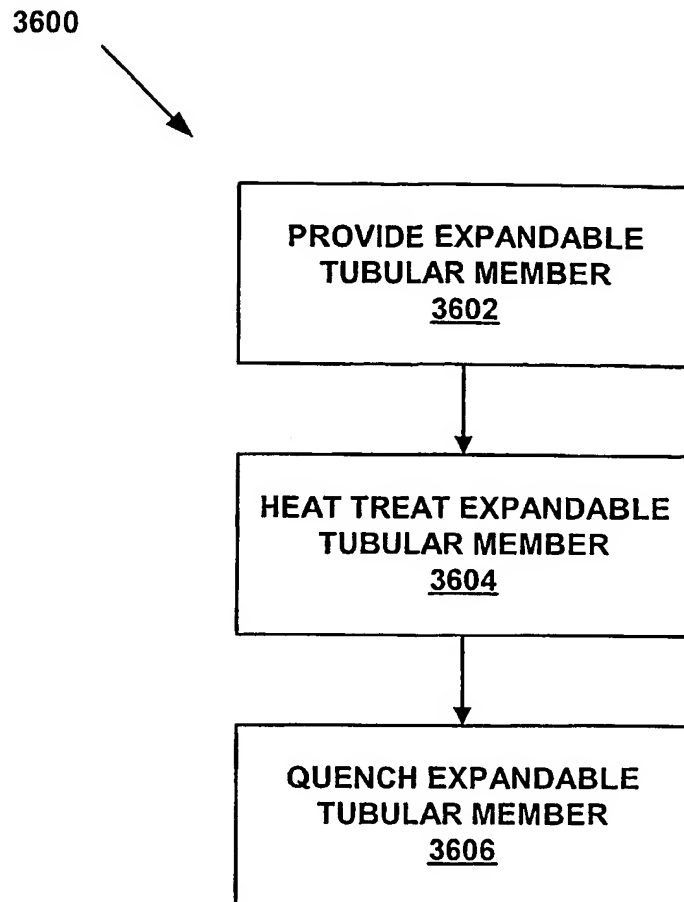 3600
PROVIDE EXPANDABLE
TUBULAR MEMBER
3602
HEAT TREAT EXPANDABLE
TUBULAR MEMBER
3604
QUENCH EXPANDABLE
TUBULAR MEMBER
3606